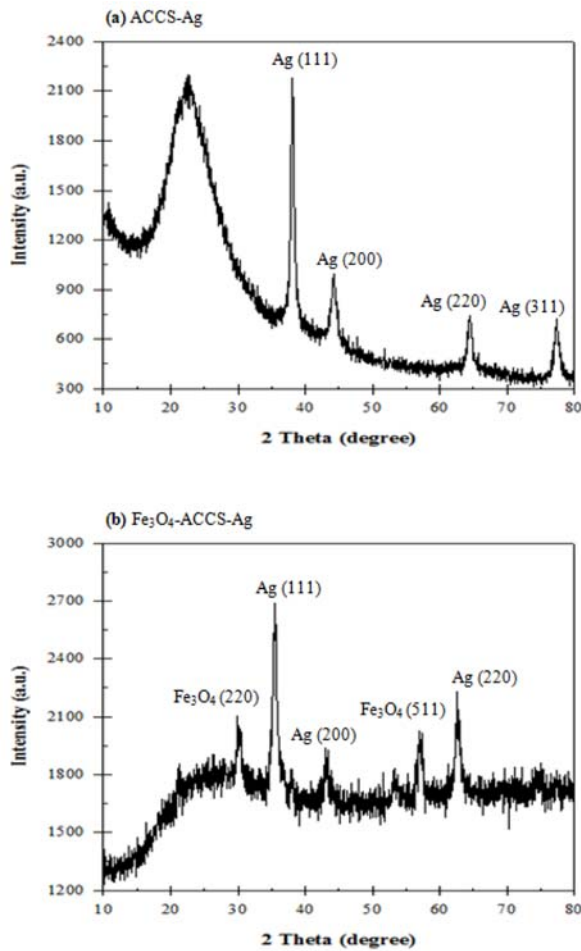 (a) ACCS-Ag
2400
2100
1800
1500
1200
900
600
300
Intensity (a.u.)
Ag (111)
Ag (200)
Ag (220)
Ag (311)
10 20 30 40 50 60 70 80
2 Theta (degree)
(b) Fe₃O₄-ACCS-Ag
3000
2700
2400
2100
1800
1500
1200
Intensity (a.u.)
Ag (111)
Fe₃O₄ (220)
Ag (200)
Fe₃O₄ (511)
Ag (220)
10 20 30 40 50 60 70 80
2 Theta (degree)